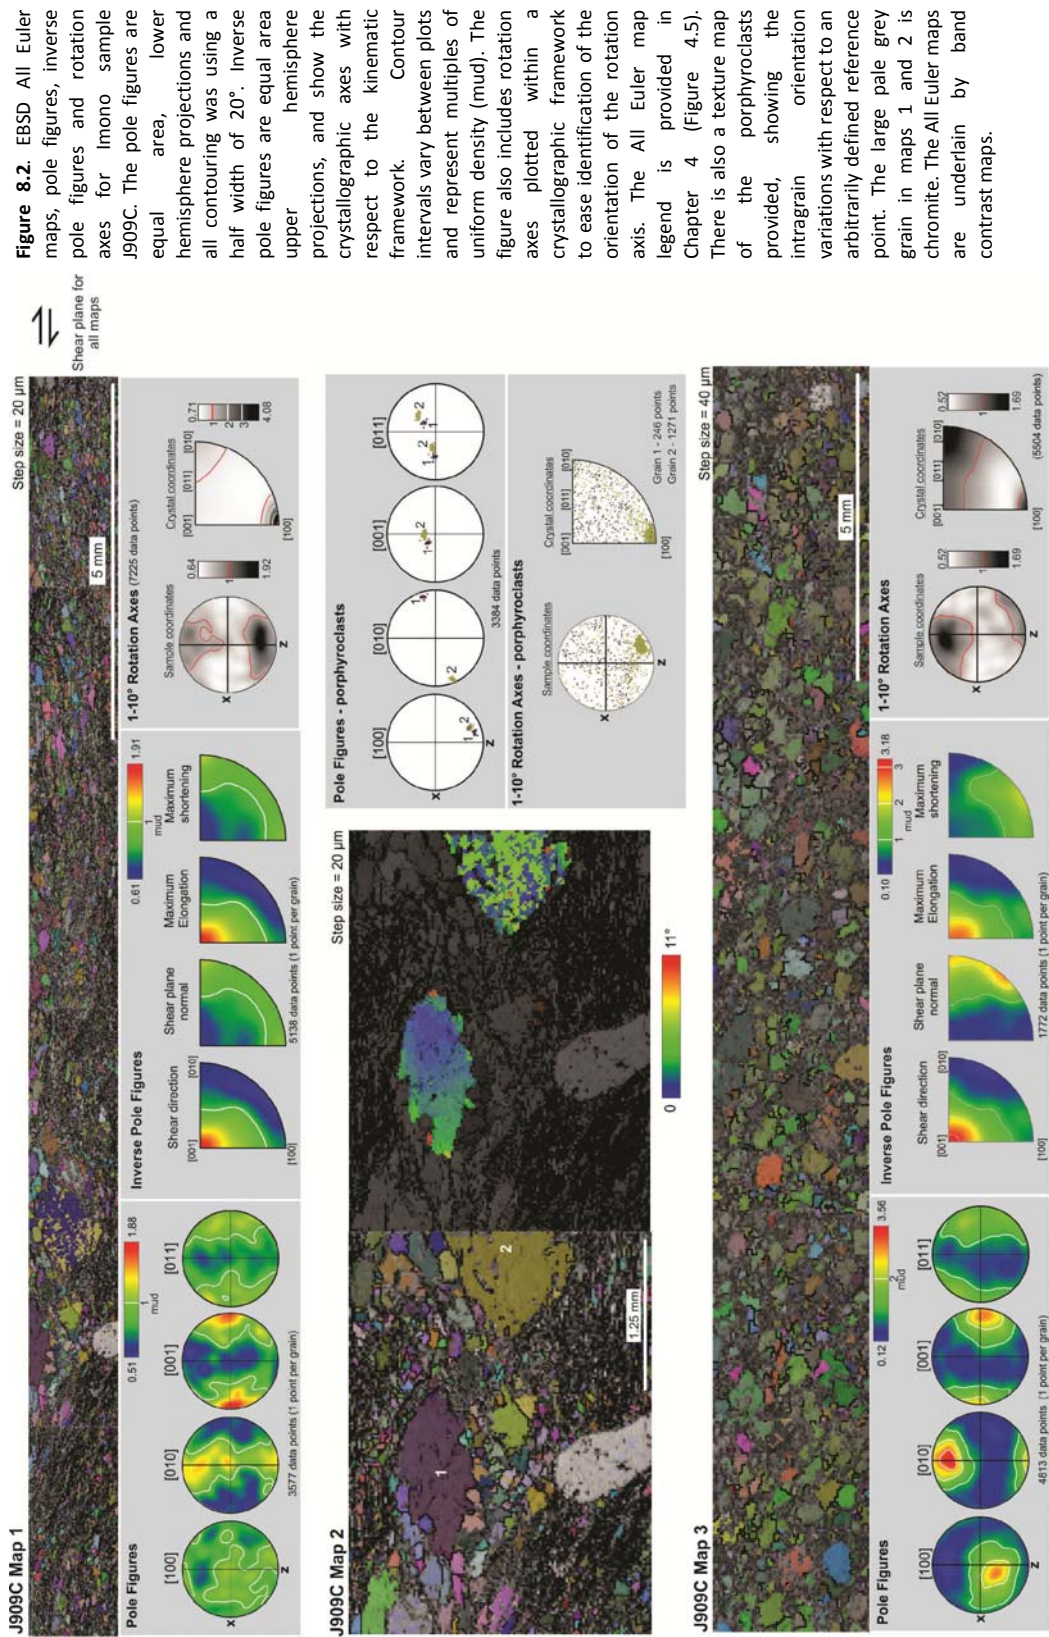 J909C Map 1
Step size = 20 µm
Shear plane for
all maps
5 mm
Pole Figures
[100]
[010]
[001]
[011]
0.51
1
mud
1.88
X
Z
3577 data points (1 point per grain)
Inverse Pole Figures
Shear direction
Shear plane
normal
Maximum
Elongation
Maximum
shortening
0.61
1
mud
1.91
[001]
[010]
[100]
5138 data points (1 point per grain)
1-10° Rotation Axes (7225 data points)
Sample coordinates
X
Z
0.64
1
1.92
Crystal coordinates
[001]
[011]
[010]
[100]
0.71
1
2
3
4.08
J909C Map 2
Step size = 20 µm
1
2
1.25 mm
0
11°
Pole Figures - porphyroclasts
[100]
[010]
[001]
[011]
X
Z
1
2
2
1
1
2
1
2
1
2
3384 data points
1-10° Rotation Axes - porphyroclasts
Sample coordinates
X
Z
Crystal coordinates
[001]
[011]
[010]
[100]
Grain 1 - 246 points
Grain 2 - 1271 points
J909C Map 3
Step size = 40 µm
5 mm
Pole Figures
[100]
[010]
[001]
[011]
0.12
2
mud
3.56
X
Z
4813 data points (1 point per grain)
Inverse Pole Figures
Shear direction
Shear plane
normal
Maximum
Elongation
Maximum
shortening
0.10
1
2
3
3.18
mud
[001]
[010]
[100]
1772 data points (1 point per grain)
1-10° Rotation Axes
Sample coordinates
X
Z
0.52
1
1.69
Crystal coordinates
[001]
[011]
[010]
[100]
0.52
1
1.69
(5504 data points)
Figure 8.2. EBSD All Euler
maps, pole figures, inverse
pole figures and rotation
axes for Imono sample
J909C. The pole figures are
equal area, lower
hemisphere projections and
all contouring was using a
half width of 20°. Inverse
pole figures are equal area
upper hemisphere
projections, and show the
crystallographic axes with
respect to the kinematic
framework. Contour
intervals vary between plots
and represent multiples of
uniform density (mud). The
figure also includes rotation
axes plotted within a
crystallographic framework
to ease identification of the
orientation of the rotation
axis. The All Euler map
legend is provided in
Chapter 4 (Figure 4.5).
There is also a texture map
of the porphyroclasts
provided, showing the
intragrain orientation
variations with respect to an
arbitrarily defined reference
point. The large pale grey
grain in maps 1 and 2 is
chromite. The All Euler maps
are underlain by band
contrast maps.